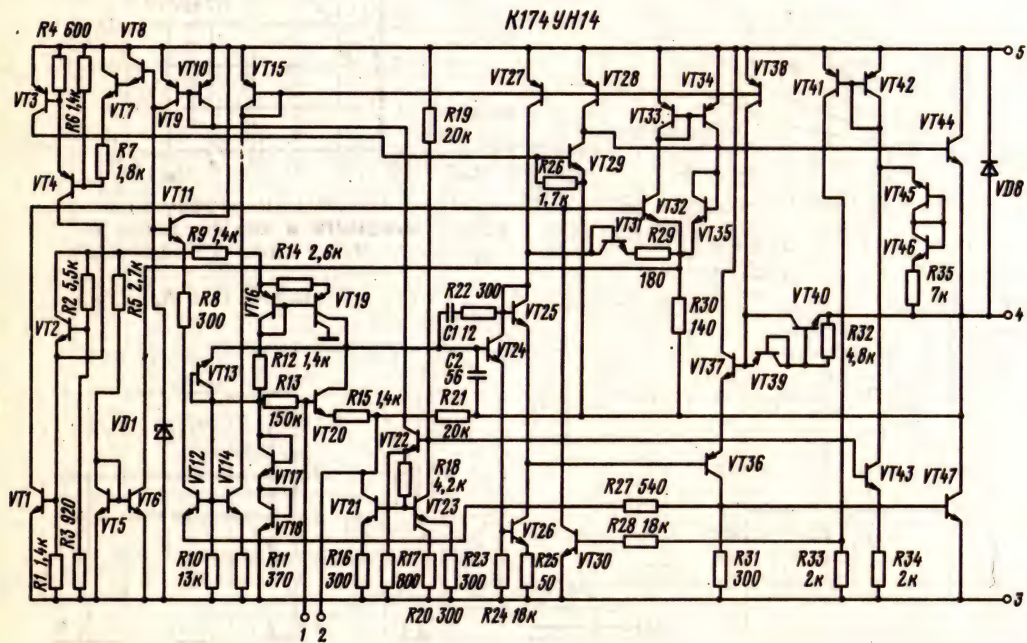 К174УН14
R4 600
VT8
VT10
VT15
VT27
VT28
VT34
VT38
VT41
VT42
5
VT3
R6 1,4к
VT7
VT9
R19
20к
VT33
VT44
R7
1,8к
VT29
R26
1,7к
VT4
VT11
VT45
VD8
R9 1,4к
R14 2,6к
VT31
VT32
R29
180
VT35
VT46
R2 5,5к
R5 2,7к
R8
300
VT16
VT19
R22 300
C1 12
VT25
R30
140
R35
7к
VT2
VT40
4
R12 1,4к
VT24
VT37
R32
4,8к
VT13
R13
150к
C2
56
VT39
R15 1,4к
R21
20к
VT20
VD1
VT22
VT12
VT14
VT17
R18
4,2к
VT36
VT43
VT47
VT1
R3 920
VT5
VT6
VT18
VT21
VT23
R27 540
VT26
R28 18к
R1 1,4к
R10
13к
R11
370
R16
300
R17
800
R23
300
R25
50
VT30
R31
300
R33
2к
R34
2к
R20 300
R24 18к
3
1
2